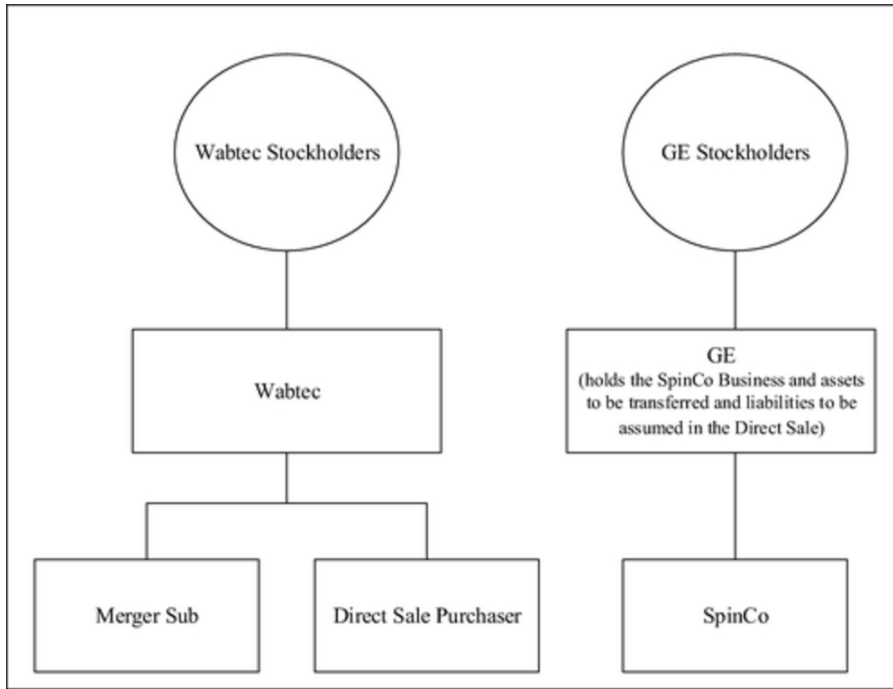 Wabtec Stockholders
GE Stockholders
Wabtec
GE
(holds the SpinCo Business and assets
to be transferred and liabilities to be
assumed in the Direct Sale)
Merger Sub
Direct Sale Purchaser
SpinCo